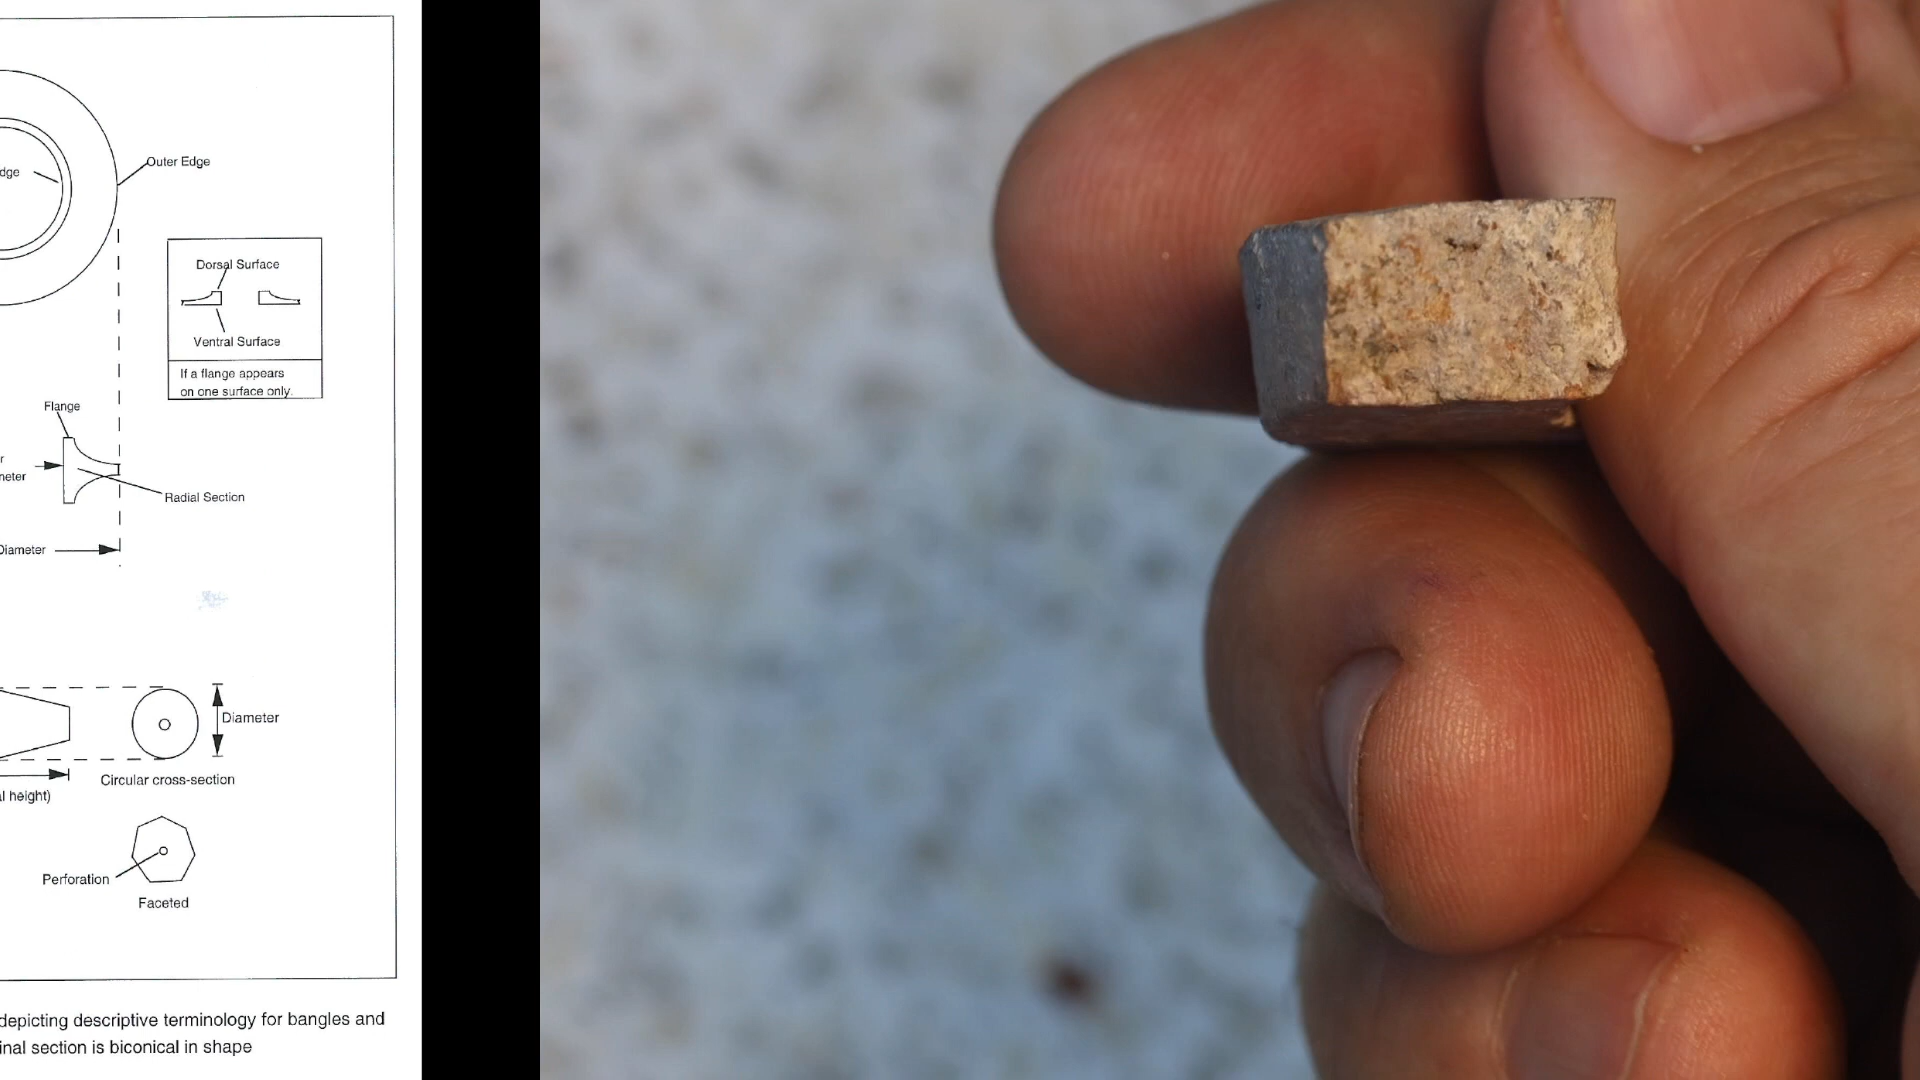 Outer Edge
dge
Dorsal Surface
Ventral Surface
If a flange appears
on one surface only.
Flange
r
neter
Radial Section
Diameter
Diameter
Circular cross-section
l height)
Perforation
Faceted
depicting descriptive terminology for bangles and
inal section is biconical in shape